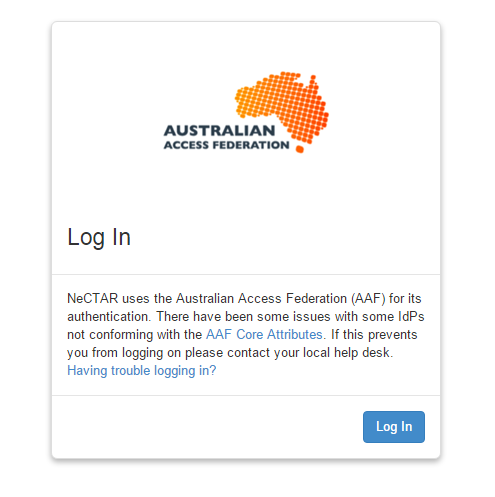 AUSTRALIAN
ACCESS FEDERATION
Log In
NeCTAR uses the Australian Access Federation (AAF) for its
authentication. There have been some issues with some IdPs
not conforming with the AAF Core Attributes. If this prevents
you from logging on please contact your local help desk.
Having trouble logging in?
Log In